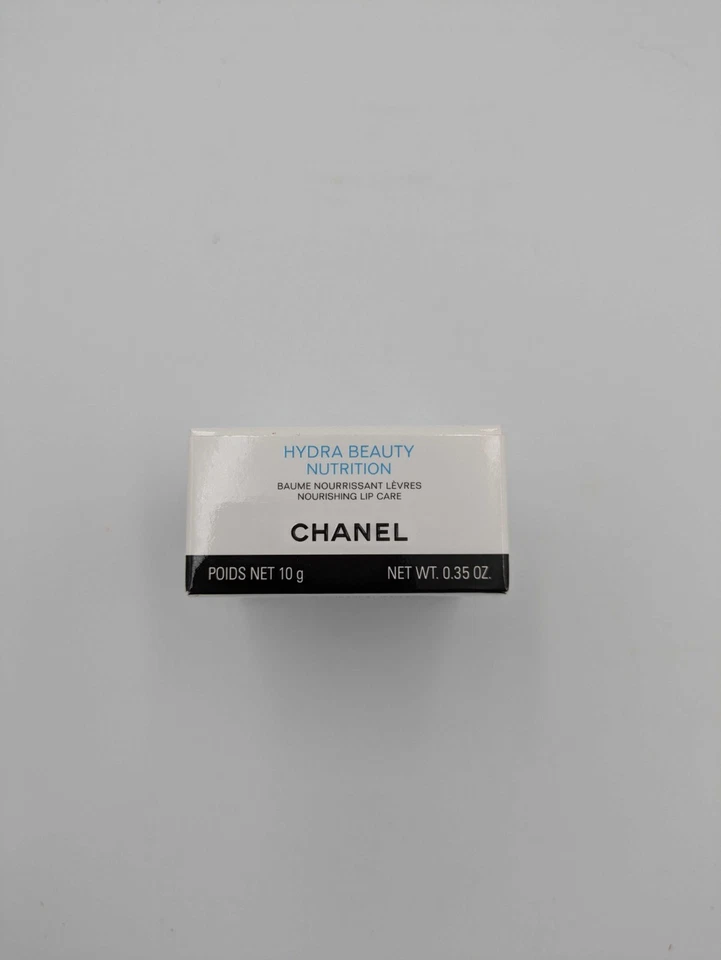 HYDRA BEAUTY
NUTRITION
BAUME NOURRISSANT LÈVRES
NOURISHING LIP CARE
CHANEL
POIDS NET 10 g NET WT. 0.35 OZ.